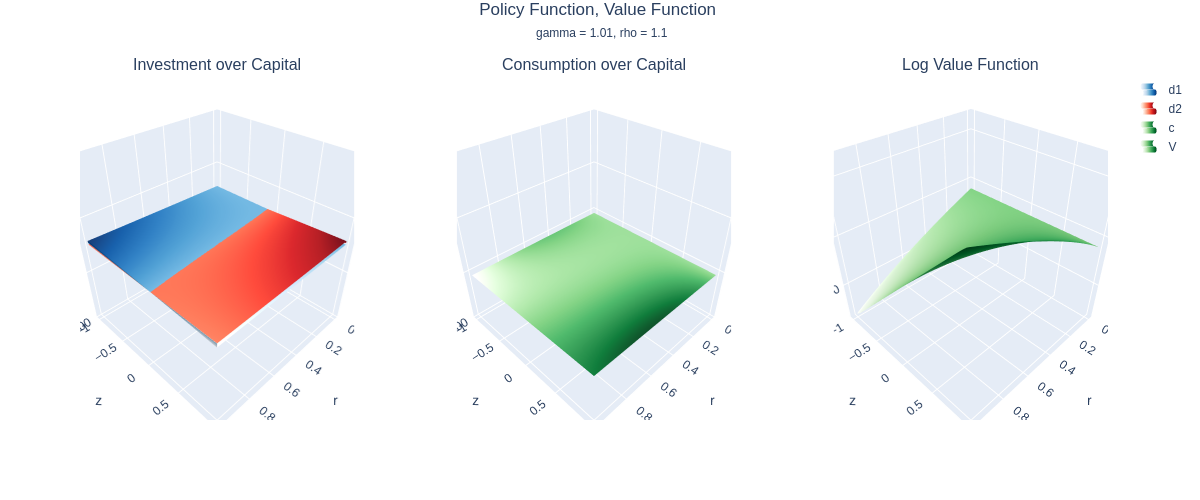 Policy Function, Value Function
gamma = 1.01, rho = 1.1
Investment over Capital
Consumption over Capital
Log Value Function
d1
d2
c
V
−0.5
0
0.5
z
0
0.2
0.4
0.6
0.8
r
−0.5
0
0.5
z
0
0.2
0.4
0.6
0.8
r
0
−1
−0.5
0
0.5
z
0
0.2
0.4
0.6
0.8
r